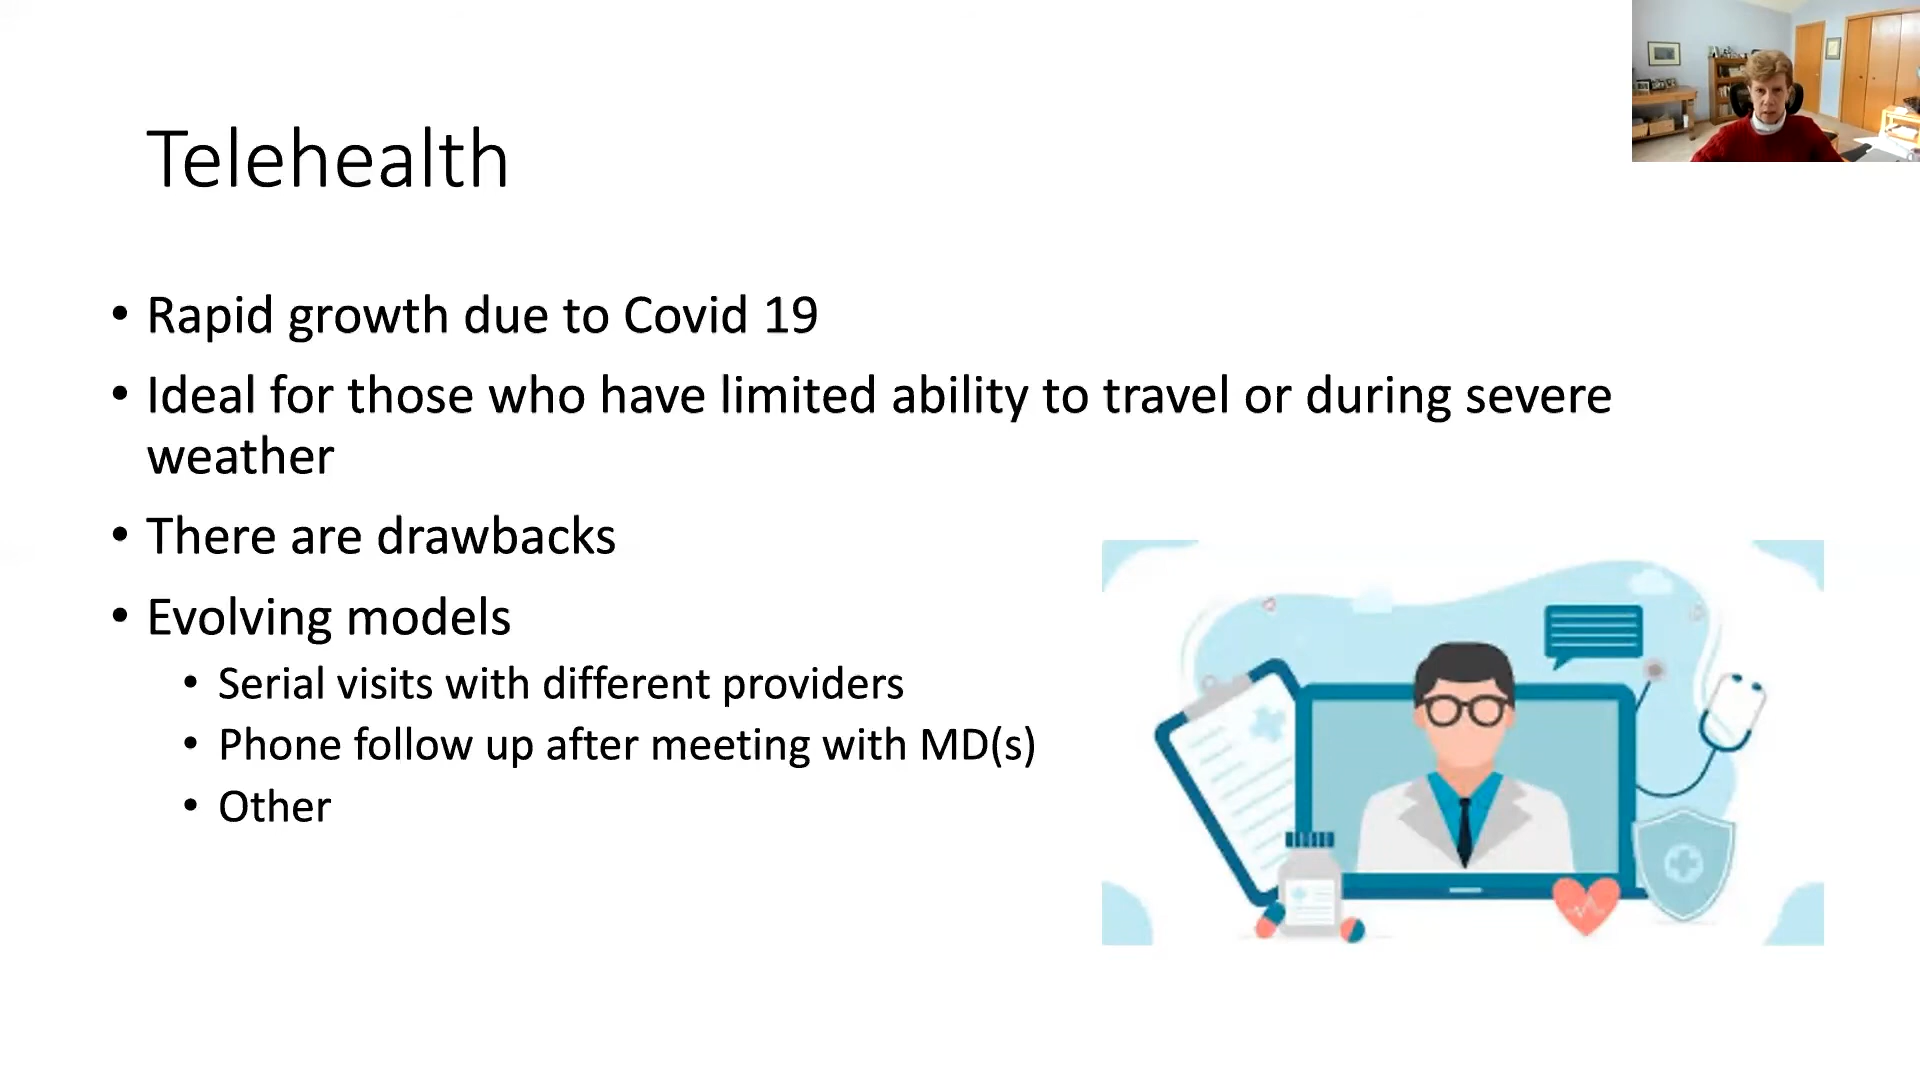 Telehealth
• Rapid growth due to Covid 19
• Ideal for those who have limited ability to travel or during severe
weather
• There are drawbacks
• Evolving models
• Serial visits with different providers
• Phone follow up after meeting with MD(s)
• Other